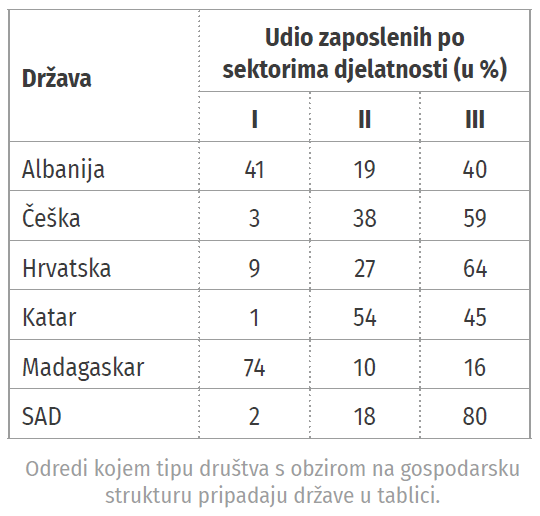 Država
Udio zaposlenih po
sektorima djelatnosti (u %)
I II III
Albanija 41 19 40
Češka 3 38 59
Hrvatska 9 27 64
Katar 1 54 45
Madagaskar 74 10 16
SAD 2 18 80
Odredi kojem tipu društva s obzirom na gospodarsku
strukturu pripadaju države u tablici.